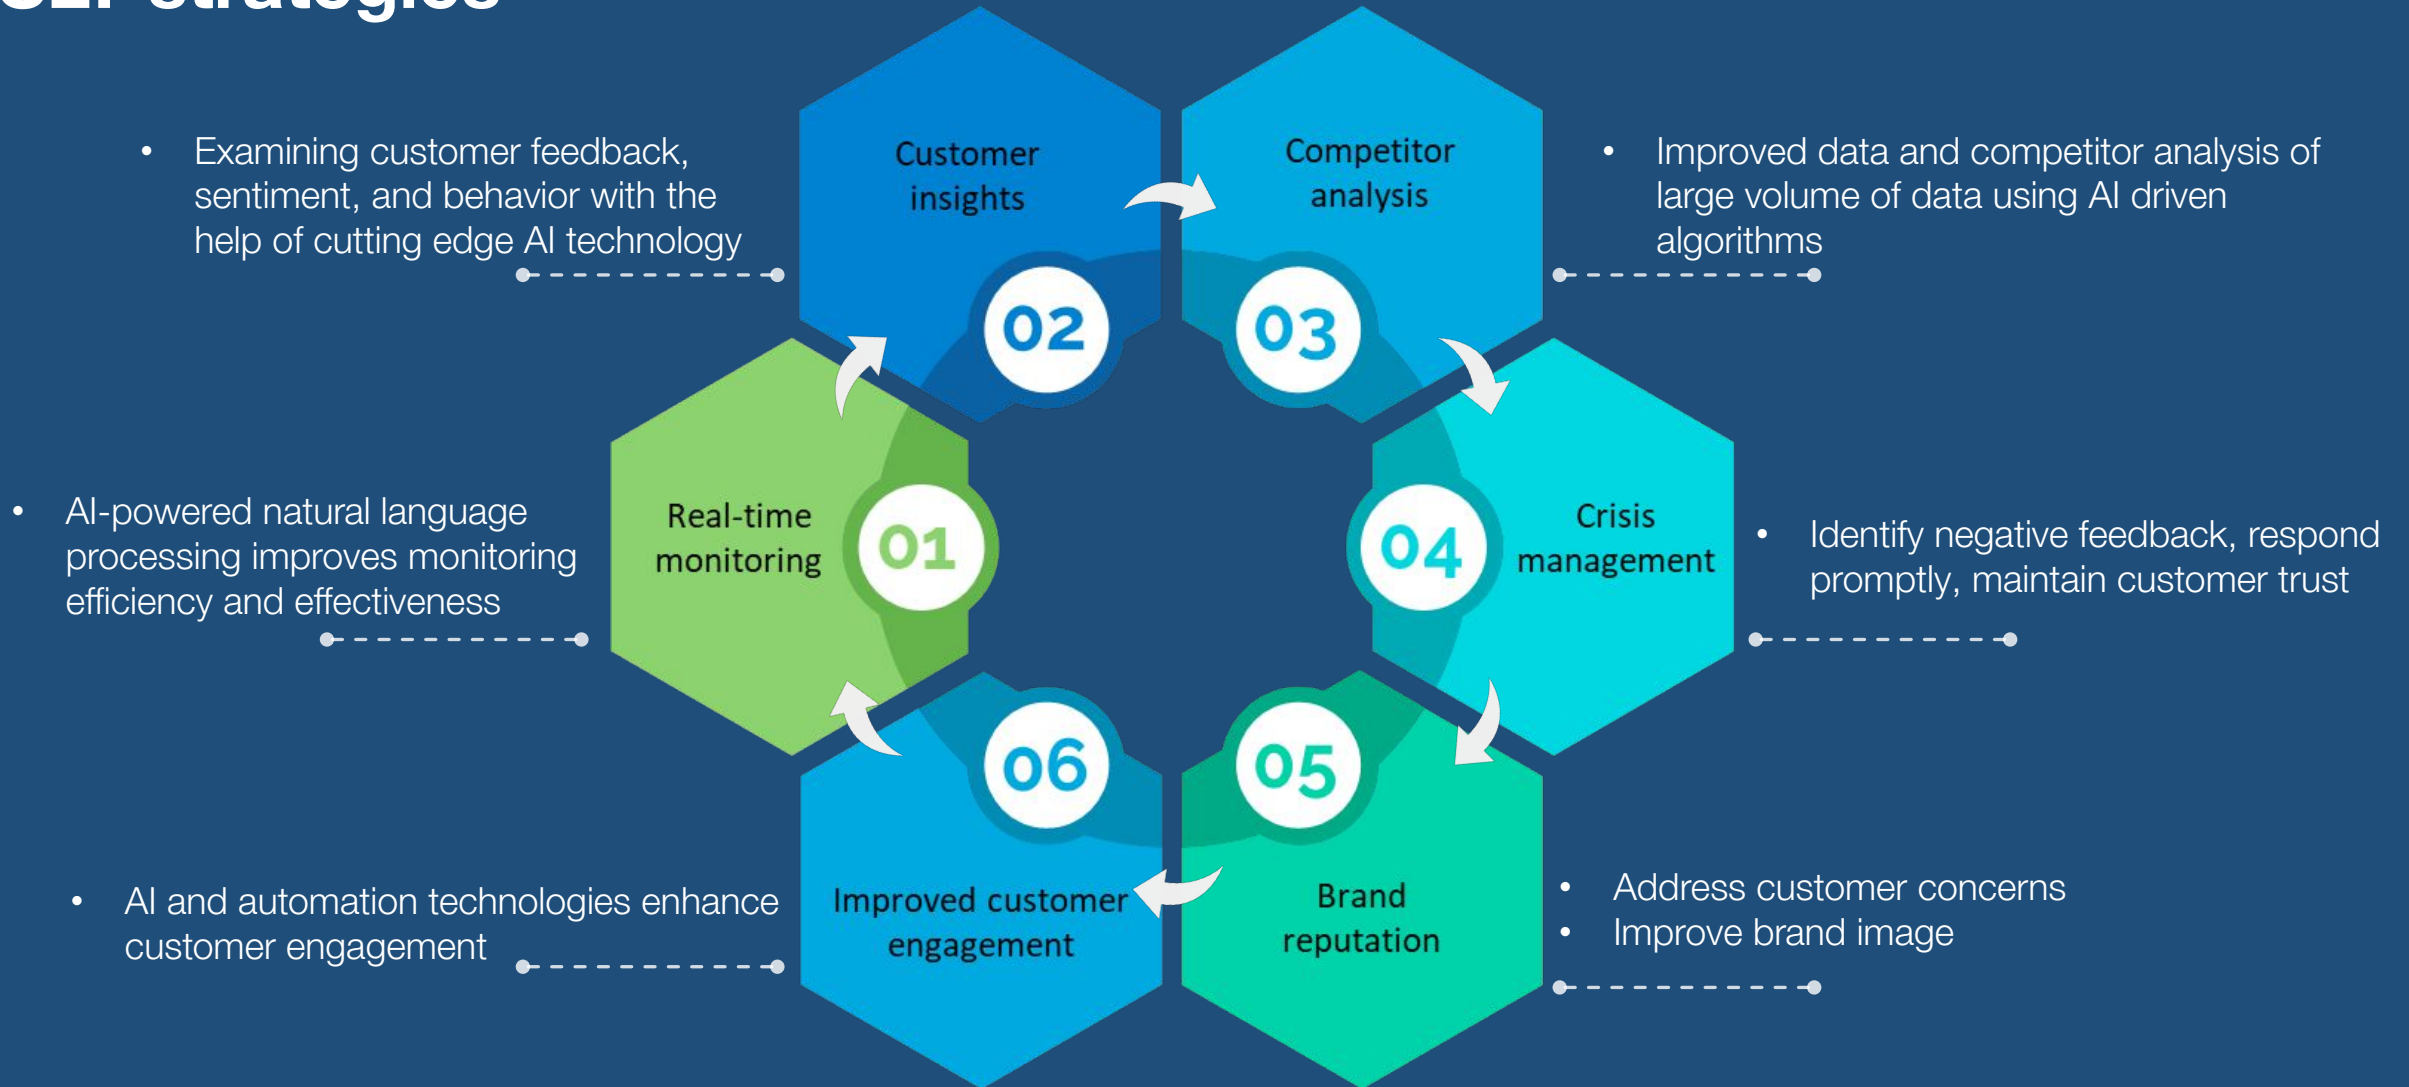 strategies
• Examining customer feedback,
sentiment, and behavior with the
help of cutting edge AI technology
Customer
insights
02
Competitor
analysis
03
• Improved data and competitor analysis of
large volume of data using AI driven
algorithms
• AI-powered natural language
processing improves monitoring
efficiency and effectiveness
Real-time
monitoring
01
04
Crisis
management
• Identify negative feedback, respond
promptly, maintain customer trust
• AI and automation technologies enhance
customer engagement
06
Improved customer
engagement
05
Brand
reputation
• Address customer concerns
• Improve brand image